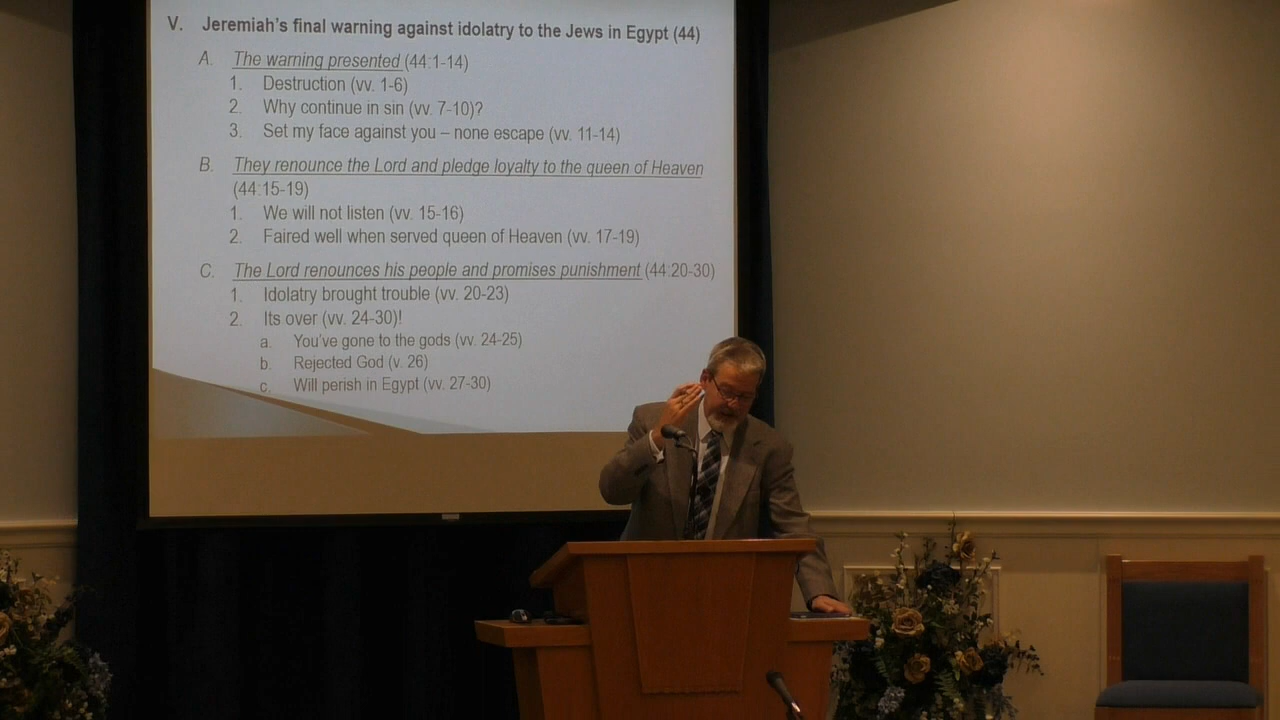 V. Jeremiah's final warning against idolatry to the Jews in Egypt (44)
A. The warning presented (44:1-14)
1. Destruction (vv. 1-6)
2. Why continue in sin (vv. 7-10)?
3. Set my face against you – none escape (vv. 11-14)
B. They renounce the Lord and pledge loyalty to the queen of Heaven
(44:15-19)
1. We will not listen (vv. 15-16)
2. Faired well when served queen of Heaven (vv. 17-19)
C. The Lord renounces his people and promises punishment (44:20-30)
1. Idolatry brought trouble (vv. 20-23)
2. Its over (vv. 24-30)!
a. You've gone to the gods (vv. 24-25)
b. Rejected God (v. 26)
c. Will perish in Egypt (vv. 27-30)